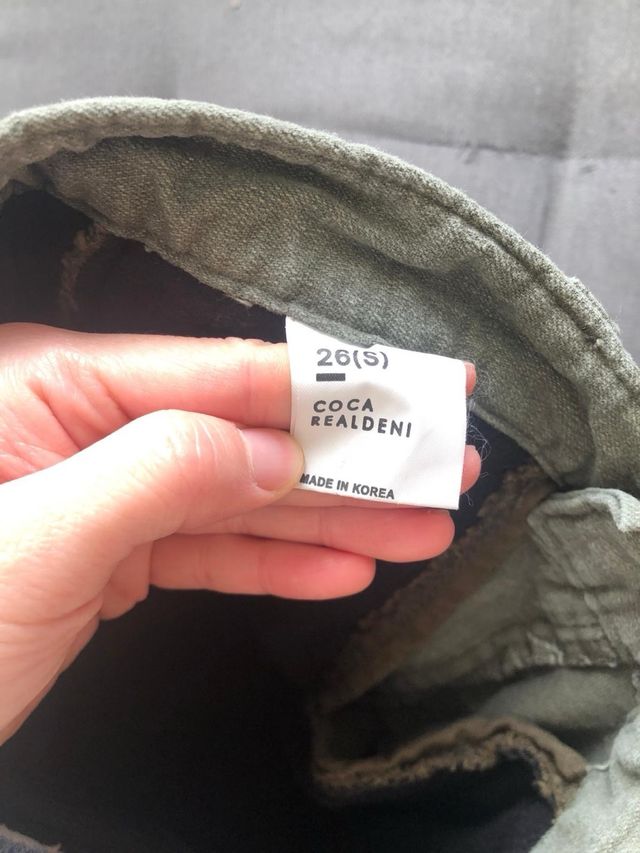 26(S)
COCA
REALDENI
MADE IN KOREA